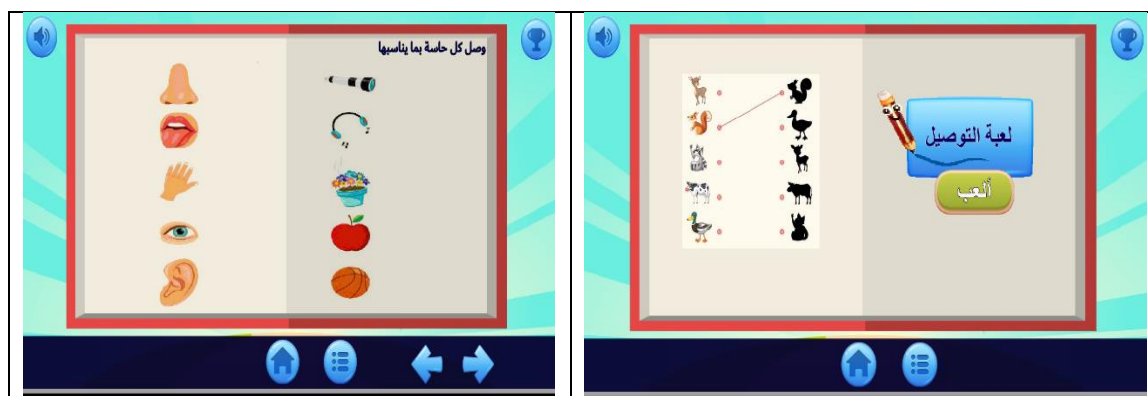 وصل كل حاسة بما يناسبها
لعبة التوصيل
ألعب